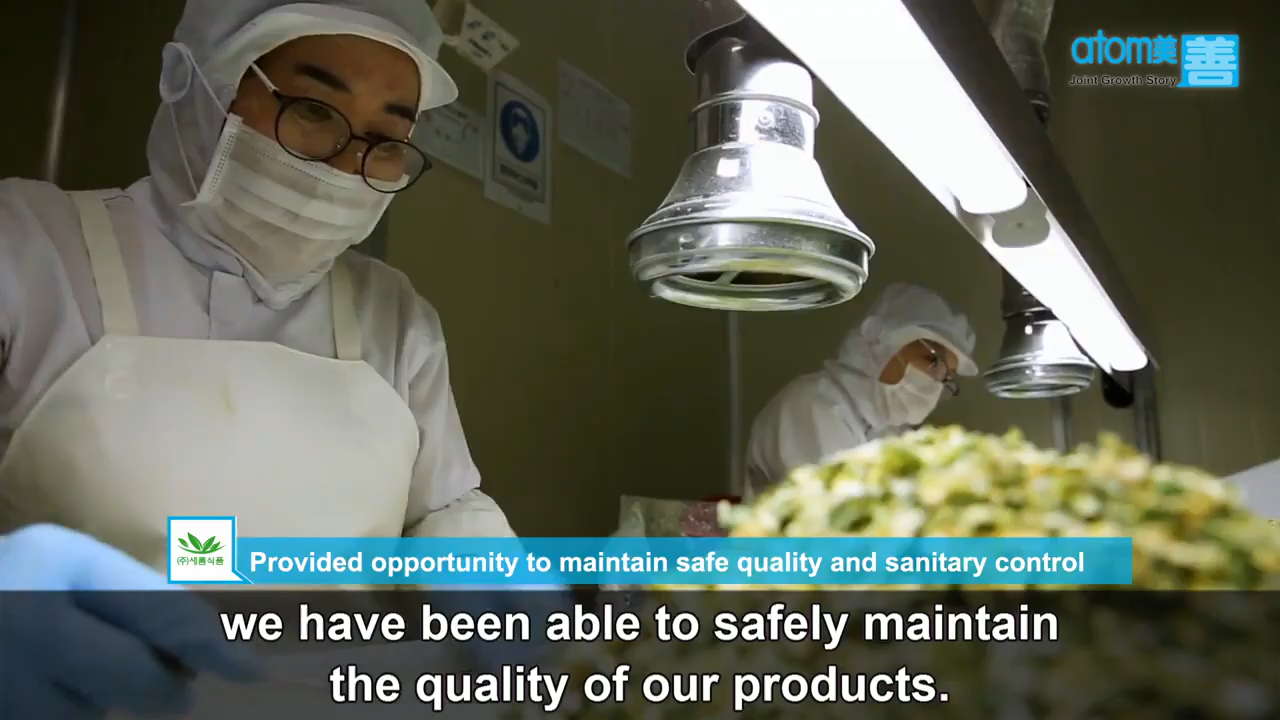 atom美 善
Joint Growth Story
(주)세롬식품
Provided opportunity to maintain safe quality and sanitary control
we have been able to safely maintain
the quality of our products.